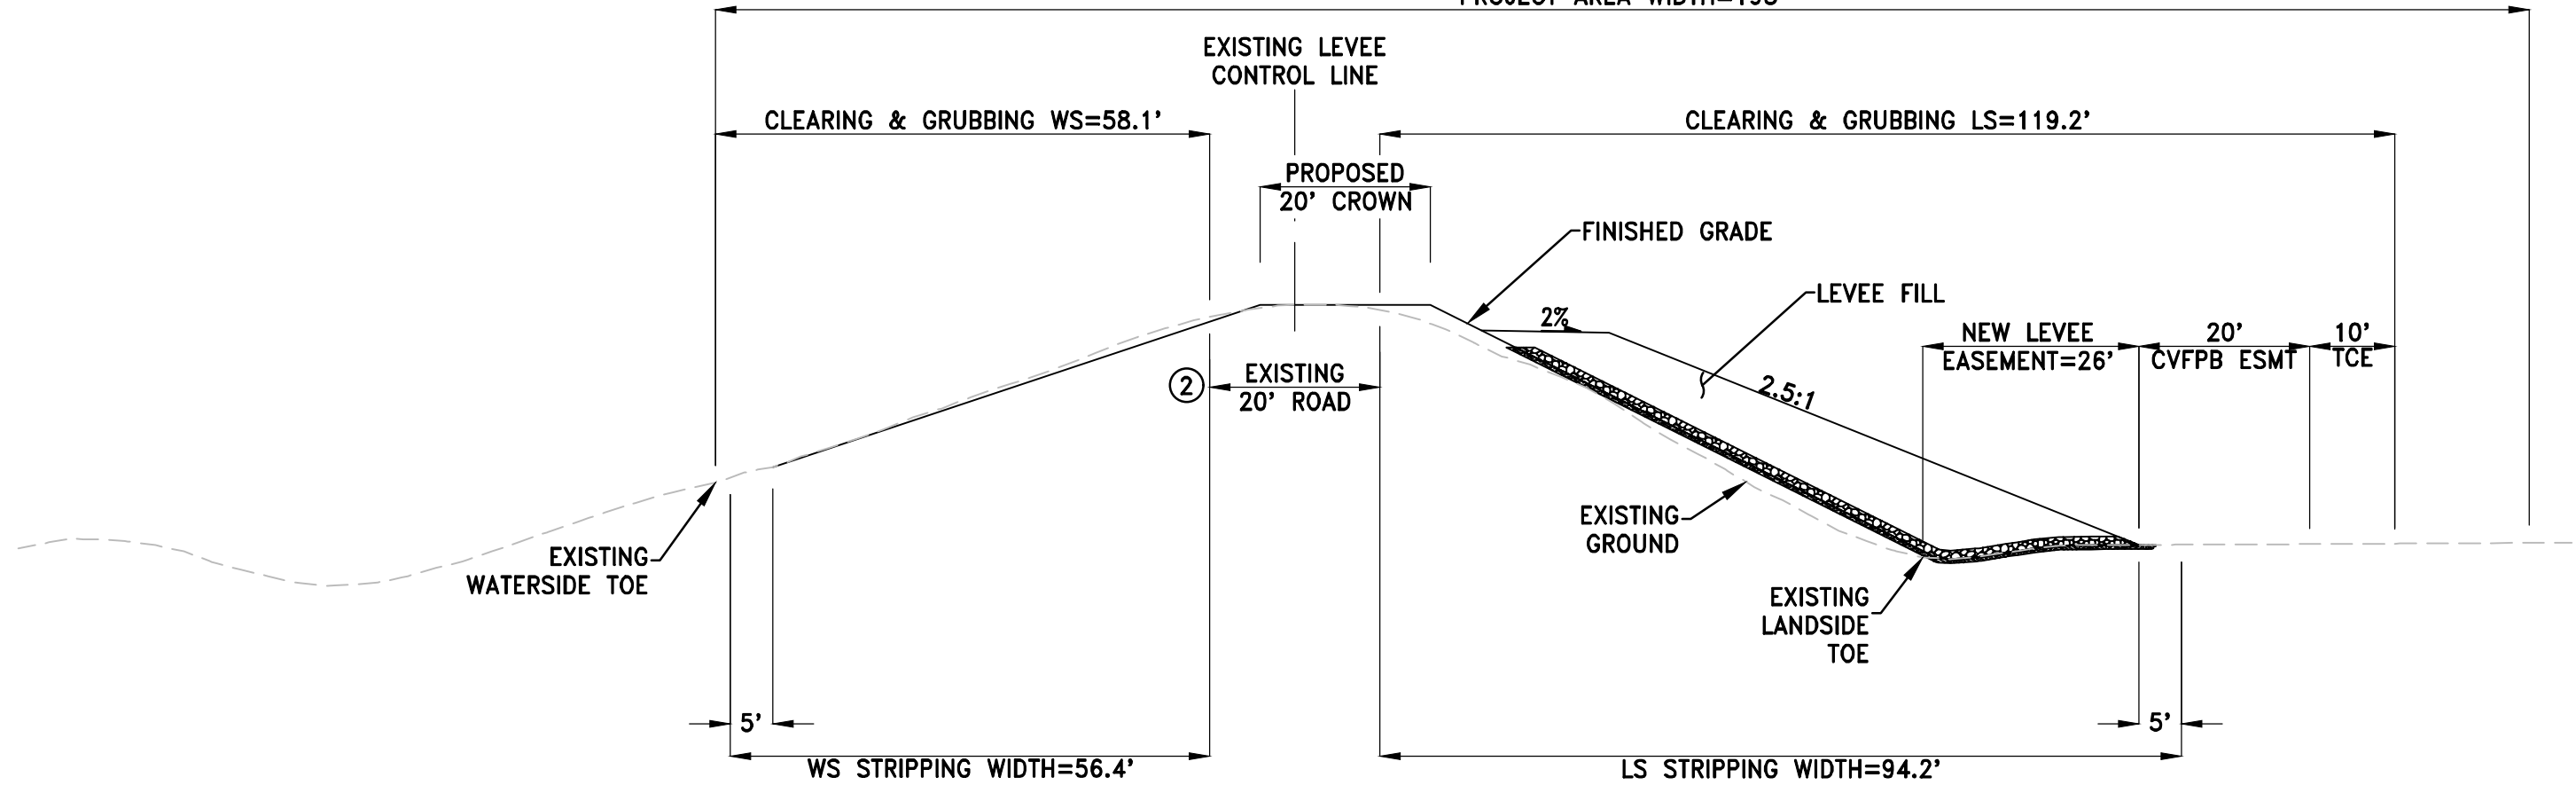 EXISTING LEVEE
CONTROL LINE
CLEARING & GRUBBING WS=58.1'
CLEARING & GRUBBING LS=119.2'
PROPOSED
20' CROWN
FINISHED GRADE
LEVEE FILL
2%
NEW LEVEE
EASEMENT=26'
20'
CVFPB ESMT
10'
TCE
2
EXISTING
20' ROAD
2.5:1
EXISTING
GROUND
EXISTING
WATERSIDE TOE
EXISTING
LANDSIDE
TOE
5'
5'
WS STRIPPING WIDTH=56.4'
LS STRIPPING WIDTH=94.2'